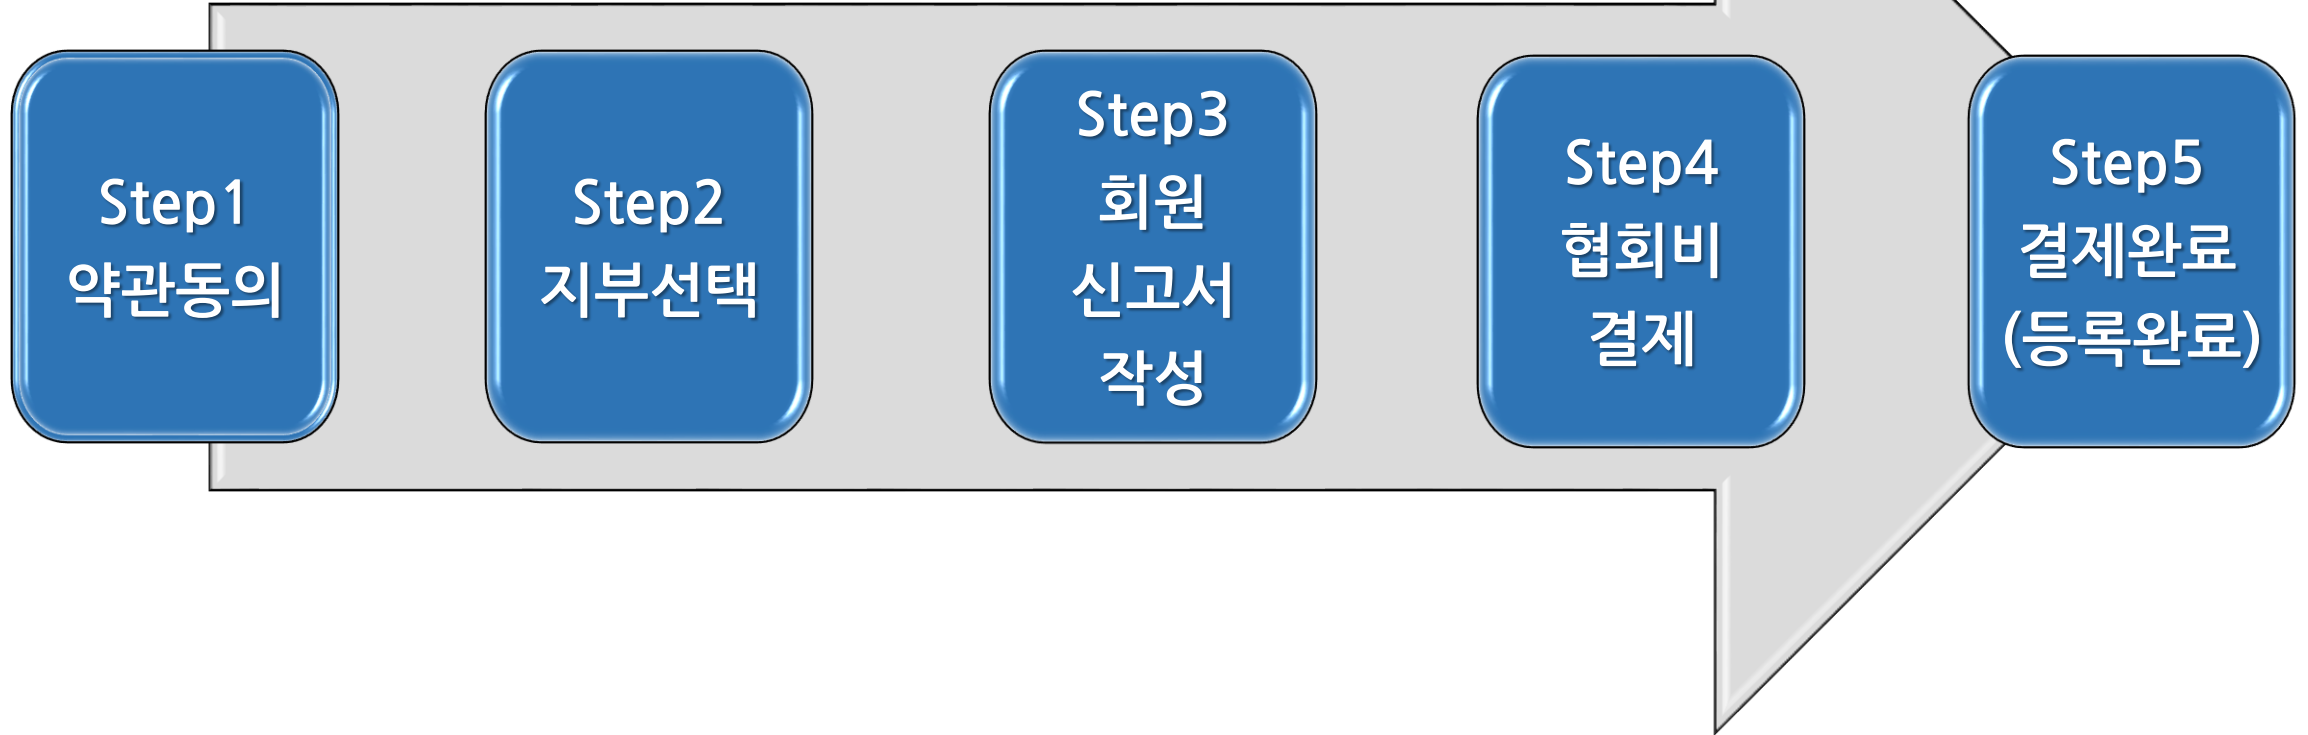 Step1
약관동의
Step2
지부선택
Step3
회원
신고서
작성
Step4
협회비
결제
Step5
결제완료
(등록완료)